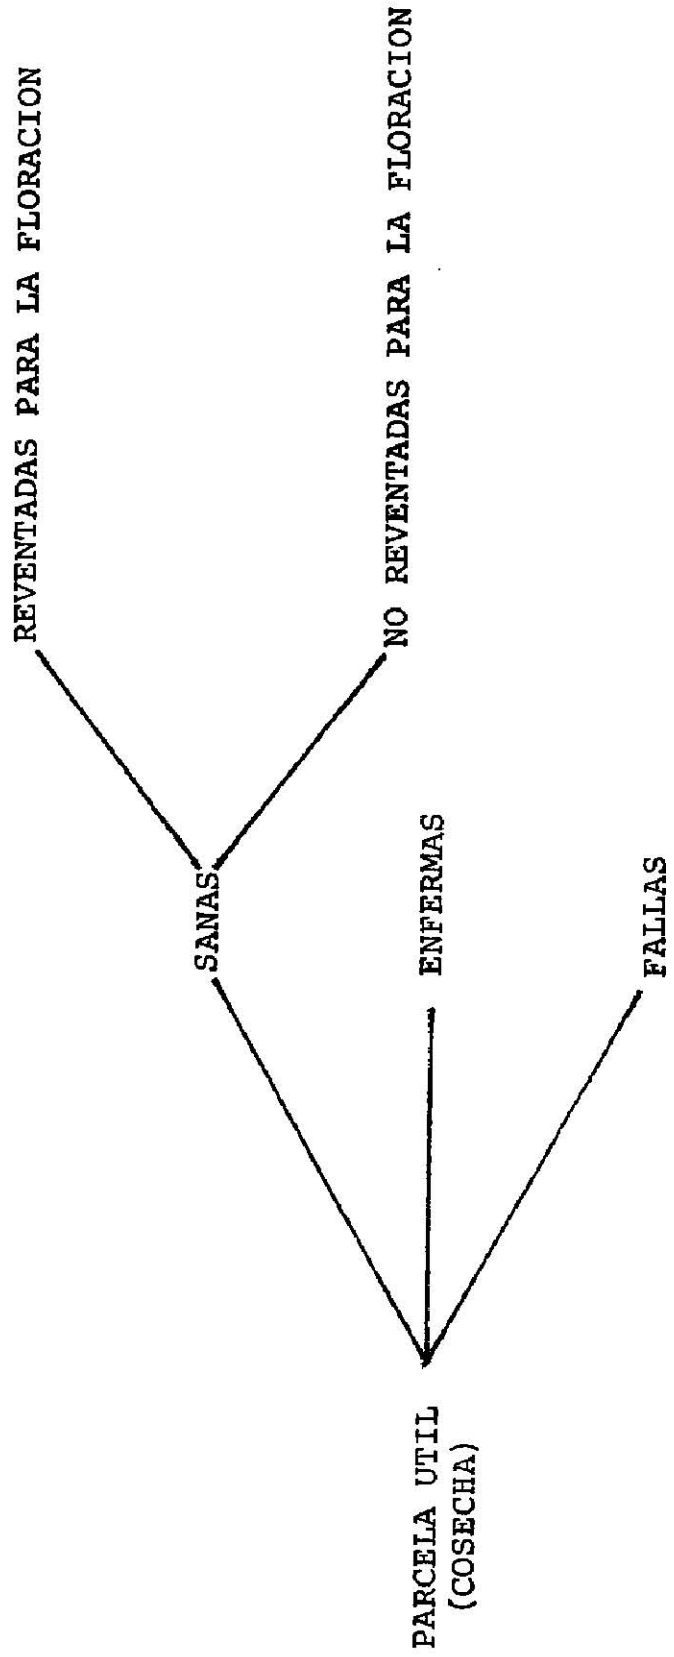 REVENTADAS PARA LA FLORACION
SANAS
NO REVENTADAS PARA LA FLORACION
PARCELA UTIL
(COSECHA)
ENFERMAS
FALLAS